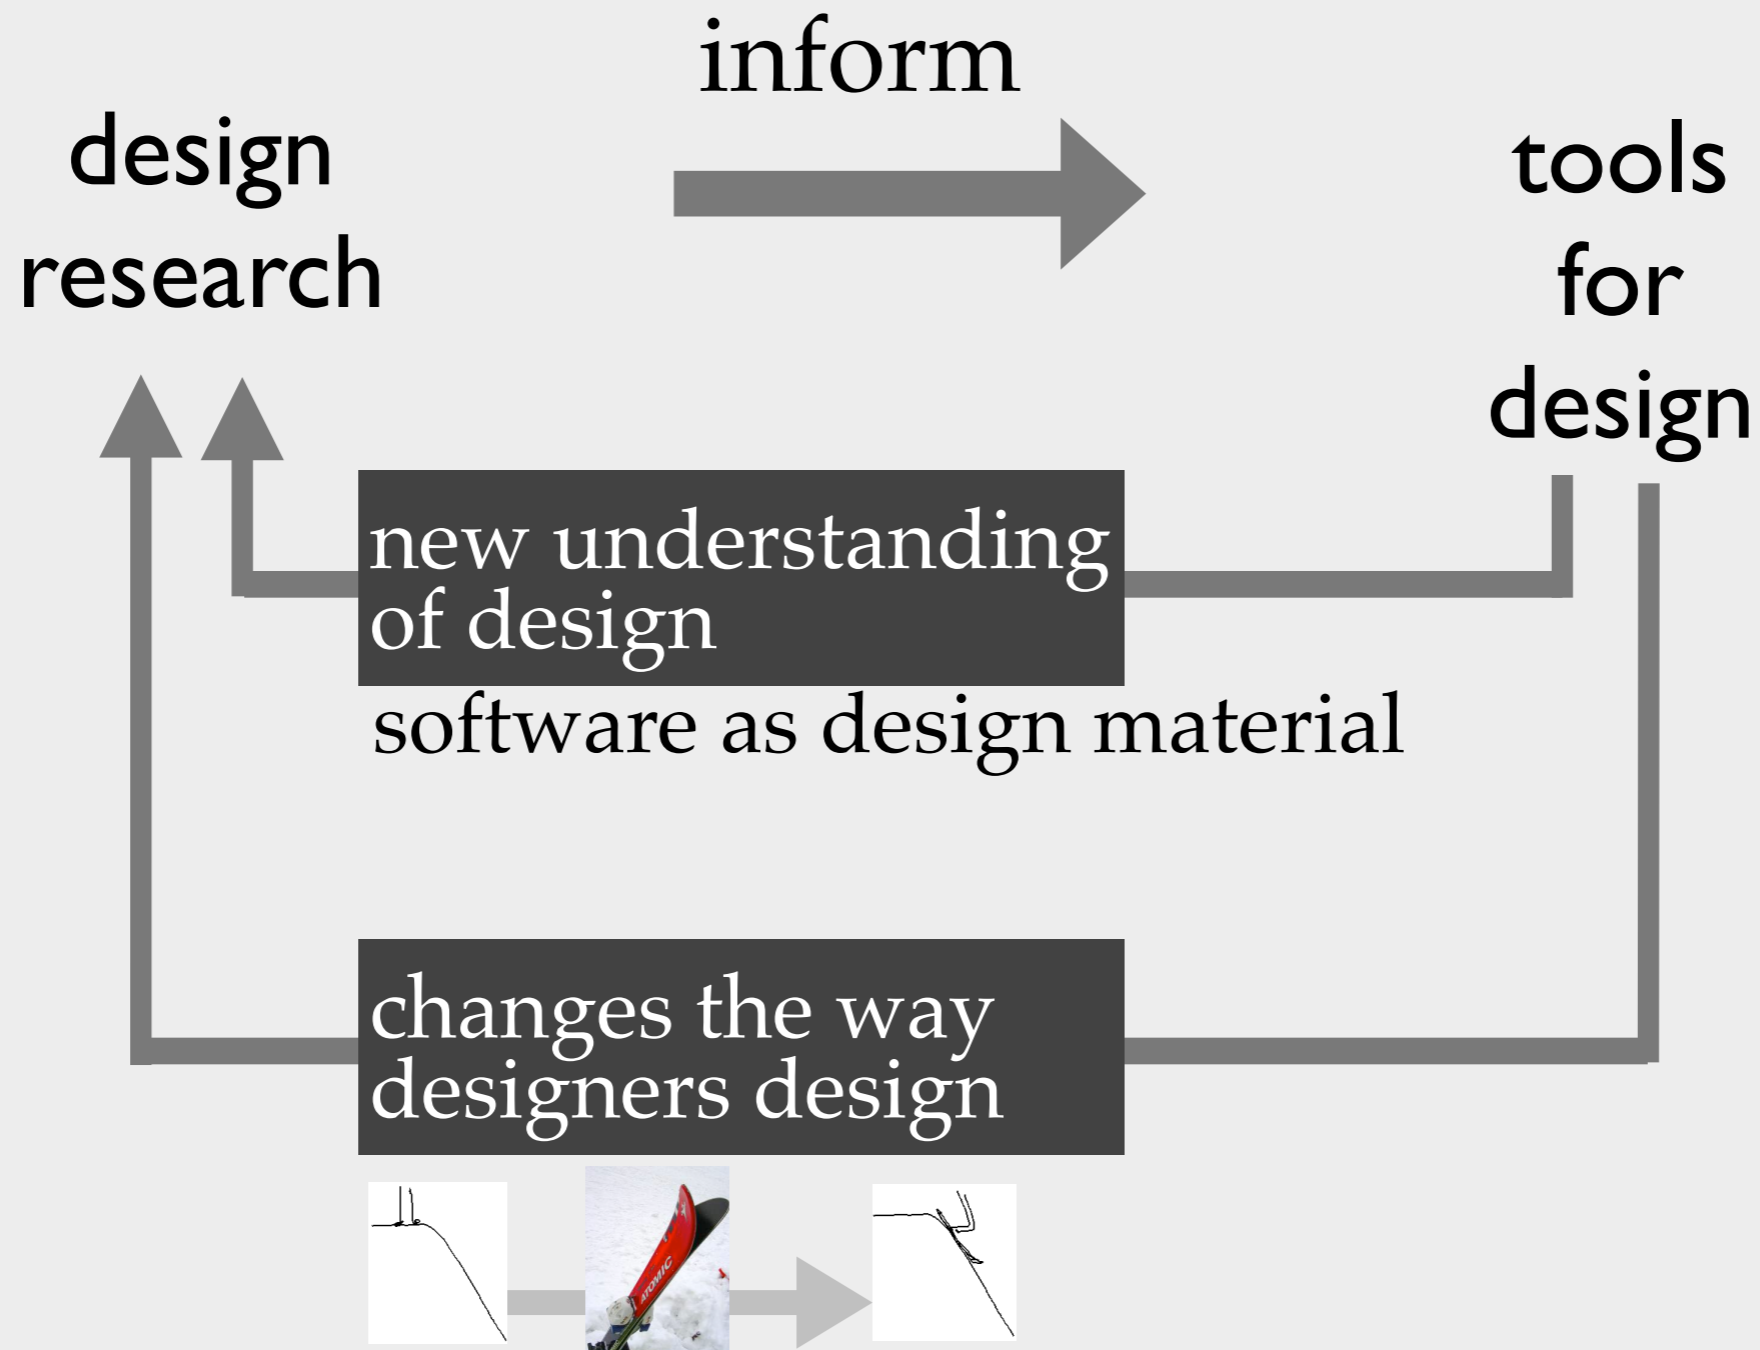 inform
design
research
tools
for
design
new understanding
of design
software as design material
changes the way
designers design
ATOMIC